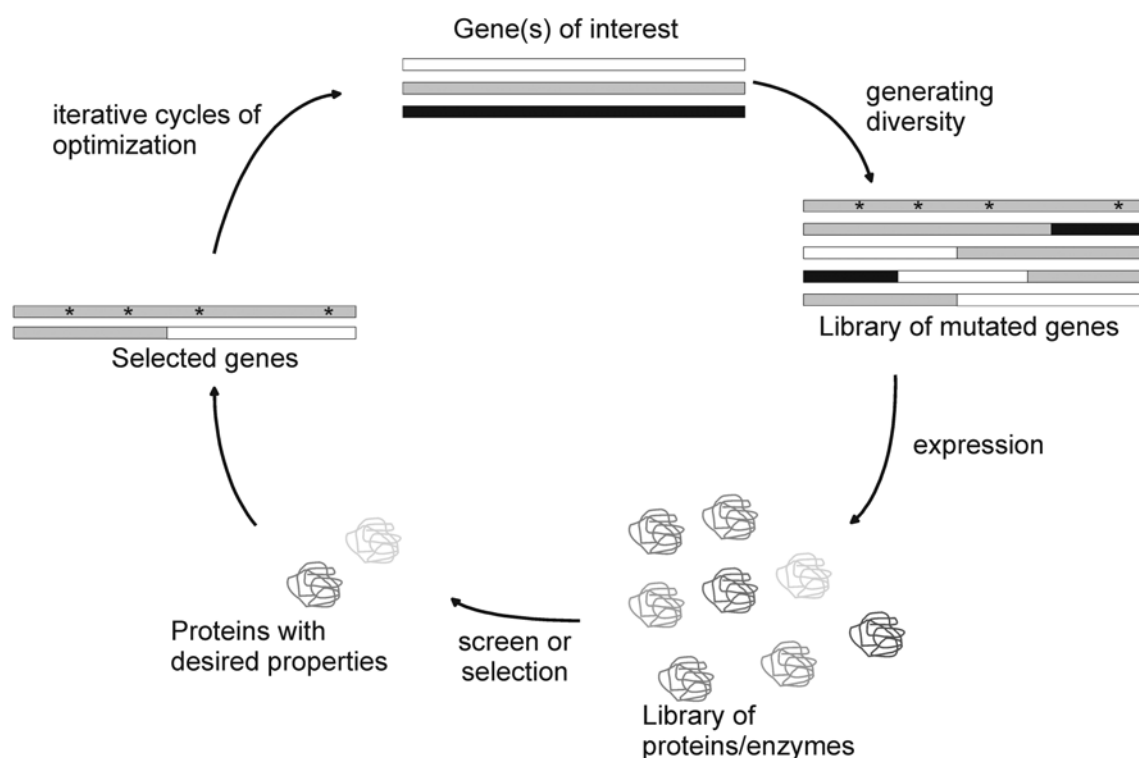 Gene(s) of interest
generating
diversity
* * * *
Library of mutated genes
expression
Library of
proteins/enzymes
screen or
selection
Proteins with
desired properties
* * * *
Selected genes
iterative cycles of
optimization